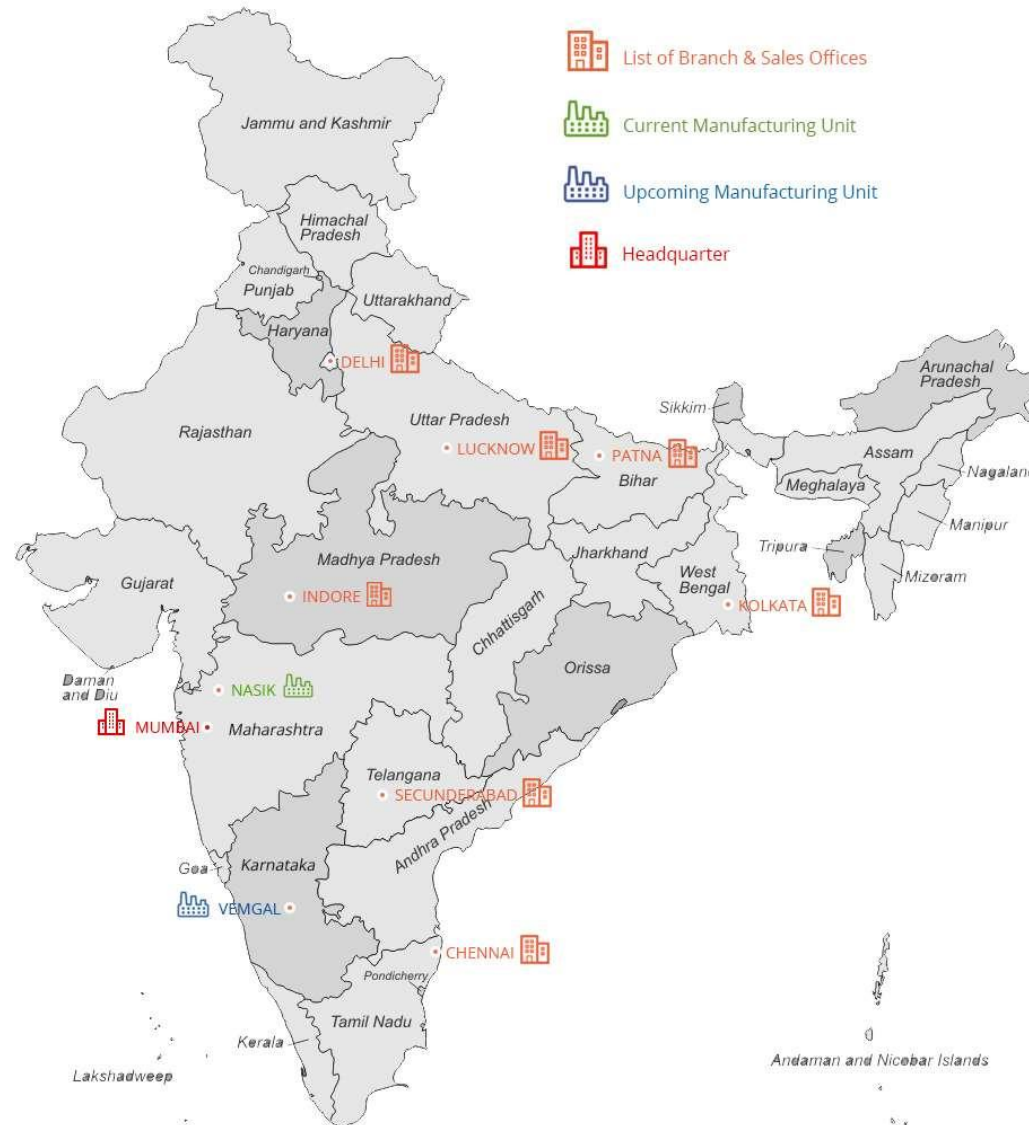 List of Branch & Sales Offices
Current Manufacturing Unit
Upcoming Manufacturing Unit
Headquarter
Jammu and Kashmir
Himachal
Pradesh
Chandigarh
Punjab
Uttarakhand
Haryana
DELHI
Arunachal
Pradesh
Sikkim
Rajasthan
Uttar Pradesh
LUCKNOW
PATNA
Bihar
Assam
Nagaland
Meghalaya
Manipur
Tripura
Mizoram
Gujarat
Madhya Pradesh
INDORE
Jharkhand
West
Bengal
KOLKATA
Chhattisgarh
Orissa
Daman
and Diu
NASIK
MUMBAI
Maharashtra
Telangana
SECUNDERABAD
Andhra Pradesh
Goa
Karnataka
VEMGAL
CHENNAI
Pondicherry
Tamil Nadu
Kerala
Lakshadweep
Andaman and Nicobar Islands